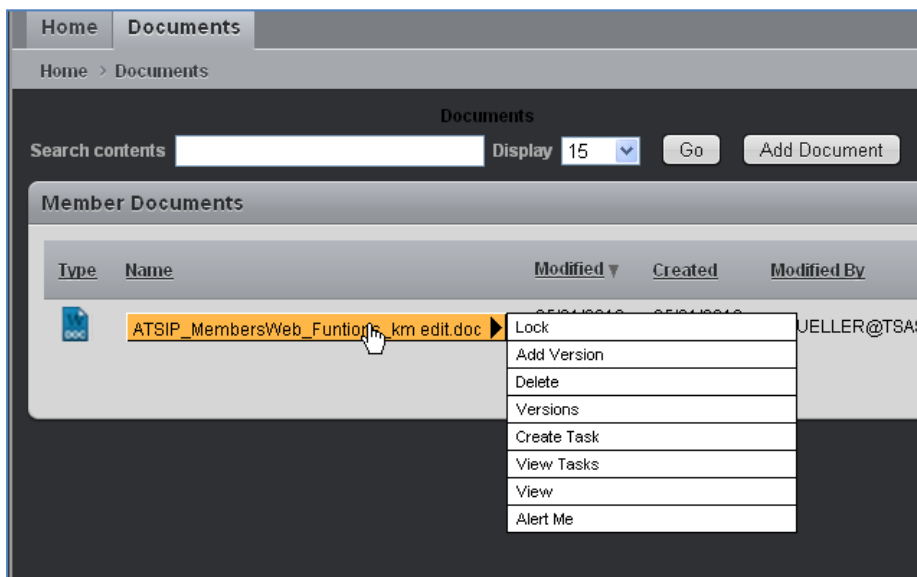 Home Documents
Home > Documents
Documents
Search contents Display 15 Go Add Document
Member Documents
Type Name Modified Created Modified By
DOC ATSIP_MembersWeb_Funtions_km edit.doc
Lock
Add Version
Delete
Versions
Create Task
View Tasks
View
Alert Me